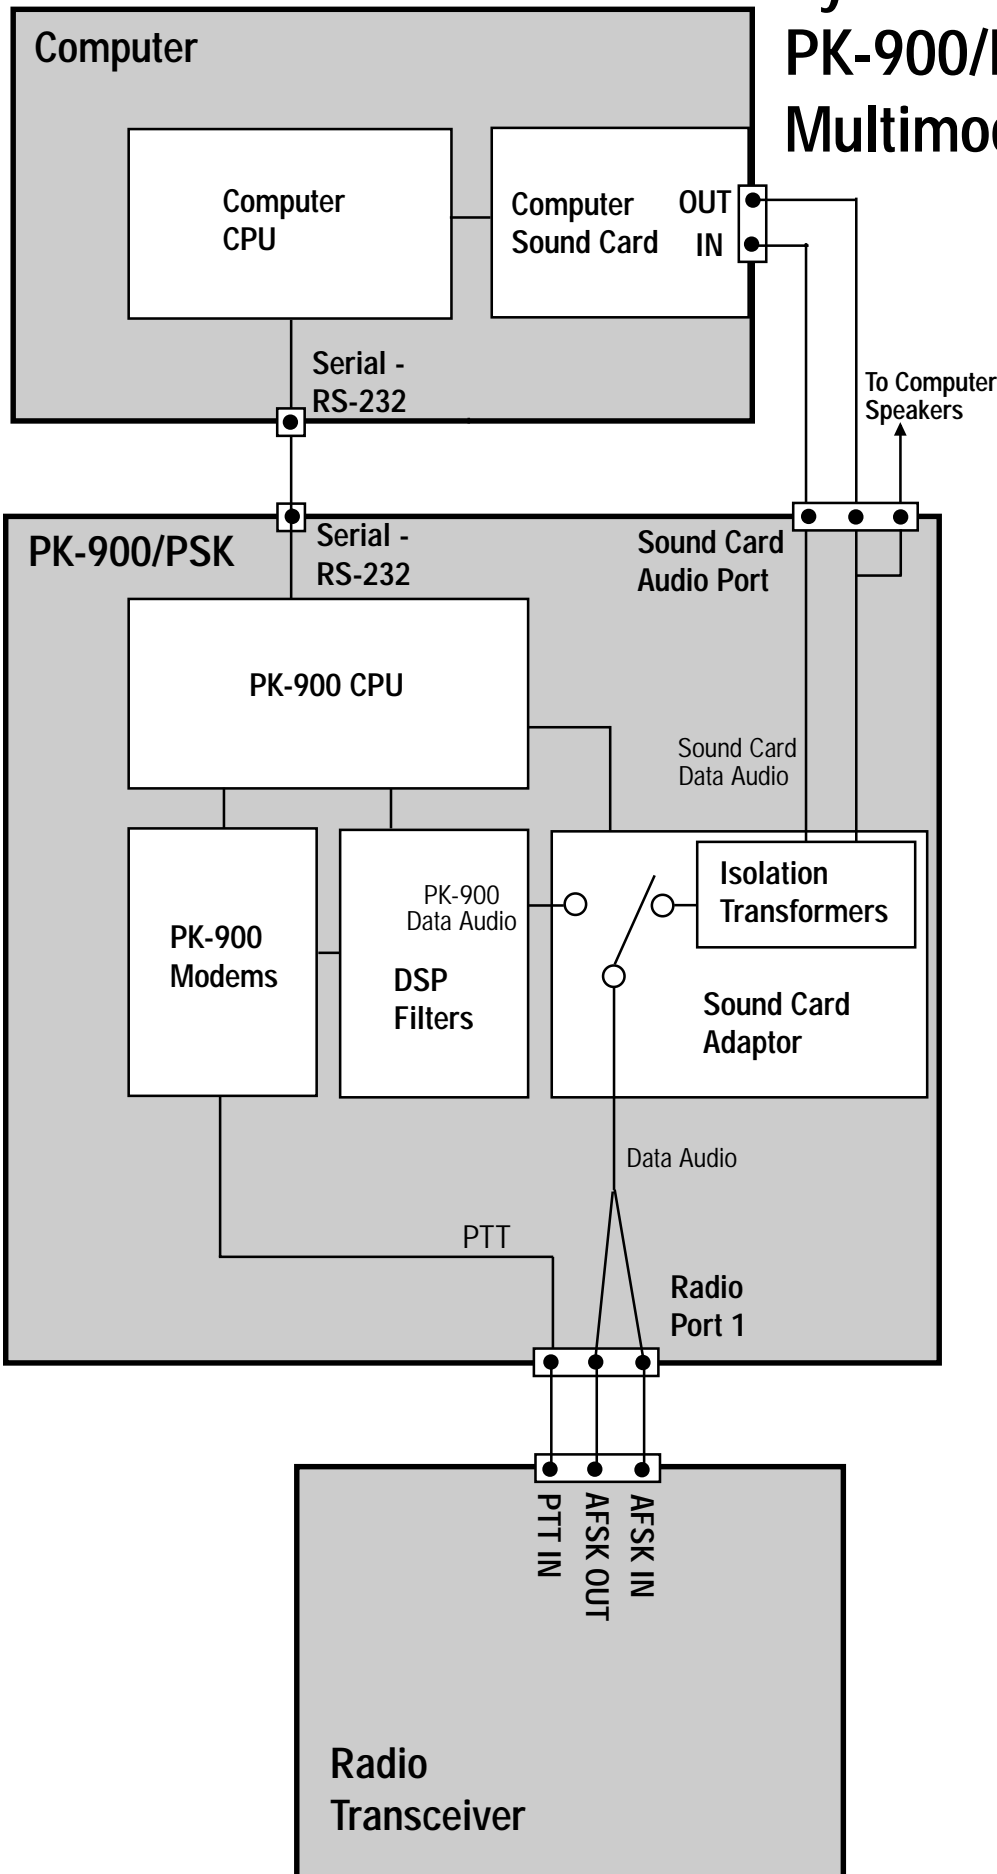 PK-900/
Computer
Computer
CPU
Computer
Sound Card
OUT
IN
Serial -
RS-232
To Computer
Speakers
PK-900/PSK
Serial -
RS-232
Sound Card
Audio Port
PK-900 CPU
Sound Card
Data Audio
PK-900
Modems
PK-900
Data Audio
DSP
Filters
Isolation
Transformers
Sound Card
Adaptor
Data Audio
PTT
Radio
Port 1
PTT IN
AFSK OUT
AFSK IN
Radio
Transceiver